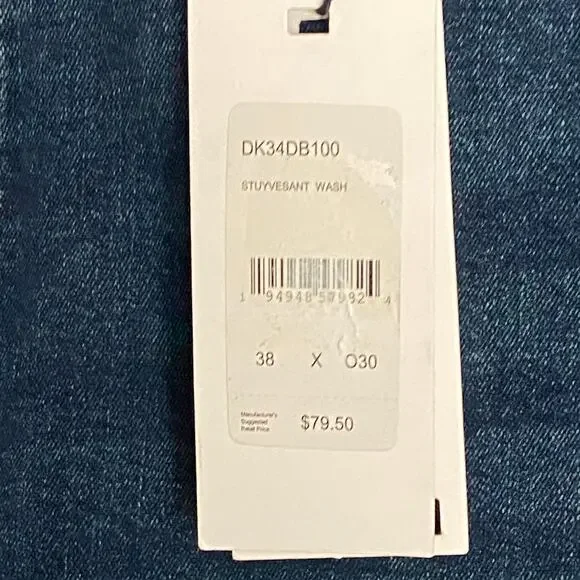 DK34DB100
STUYVESANT WASH
1 94948 57992 4
38 X O30
Manufacturer's
Suggested
Retail Price
$79.50